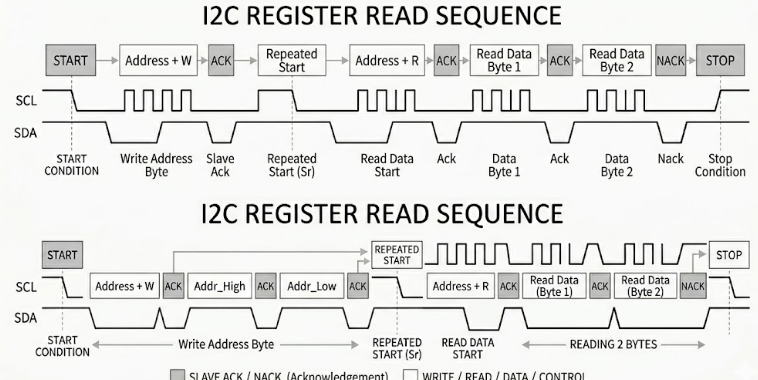 I2C REGISTER READ SEQUENCE
START Address + W ACK Repeated Start Address + R ACK Read Data Byte 1 ACK Read Data Byte 2 NACK STOP
SCL
SDA
START CONDITION Write Address Byte Slave Ack Repeated Start (Sr) Read Data Start Ack Data Byte 1 Ack Data Byte 2 Nack Stop Condition
I2C REGISTER READ SEQUENCE
START REPEATED START STOP
SCL Address + W ACK Addr_High ACK Addr_Low ACK Address + R ACK Read Data (Byte 1) ACK Read Data (Byte 2) NACK
SDA
START CONDITION Write Address Byte REPEATED START (Sr) READ DATA START READING 2 BYTES
SLAVE ACK / NACK (Acknowledgement) WRITE / READ / DATA / CONTROL